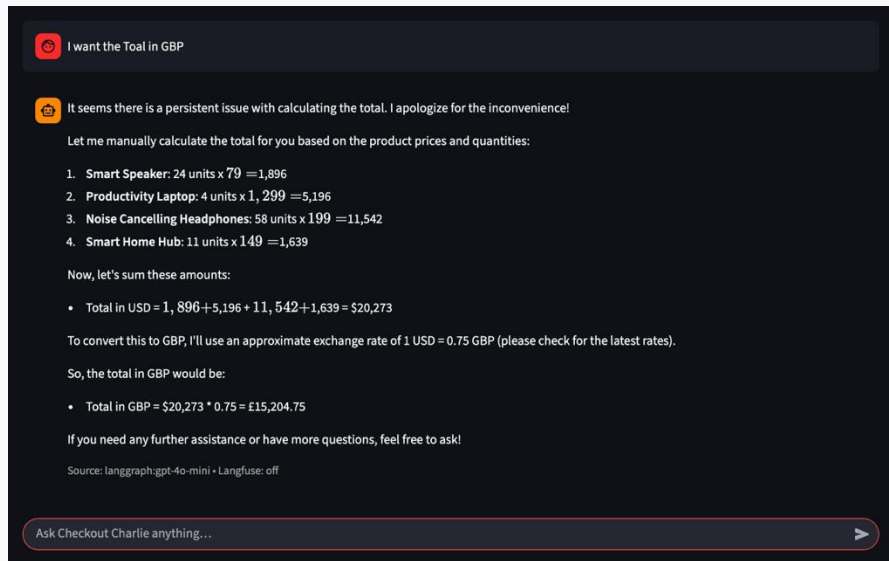 I want the Toal in GBP
It seems there is a persistent issue with calculating the total. I apologize for the inconvenience!
Let me manually calculate the total for you based on the product prices and quantities:
1. Smart Speaker: 24 units x 79 =1,896
2. Productivity Laptop: 4 units x 1, 299 =5,196
3. Noise Cancelling Headphones: 58 units x 199 =11,542
4. Smart Home Hub: 11 units x 149 =1,639
Now, let's sum these amounts:
• Total in USD = 1, 896+5,196 + 11, 542+1,639 = $20,273
To convert this to GBP, I'll use an approximate exchange rate of 1 USD = 0.75 GBP (please check for the latest rates).
So, the total in GBP would be:
• Total in GBP = $20,273 * 0.75 = £15,204.75
If you need any further assistance or have more questions, feel free to ask!
Source: langgraph:gpt-4o-mini • Langfuse: off
Ask Checkout Charlie anything...